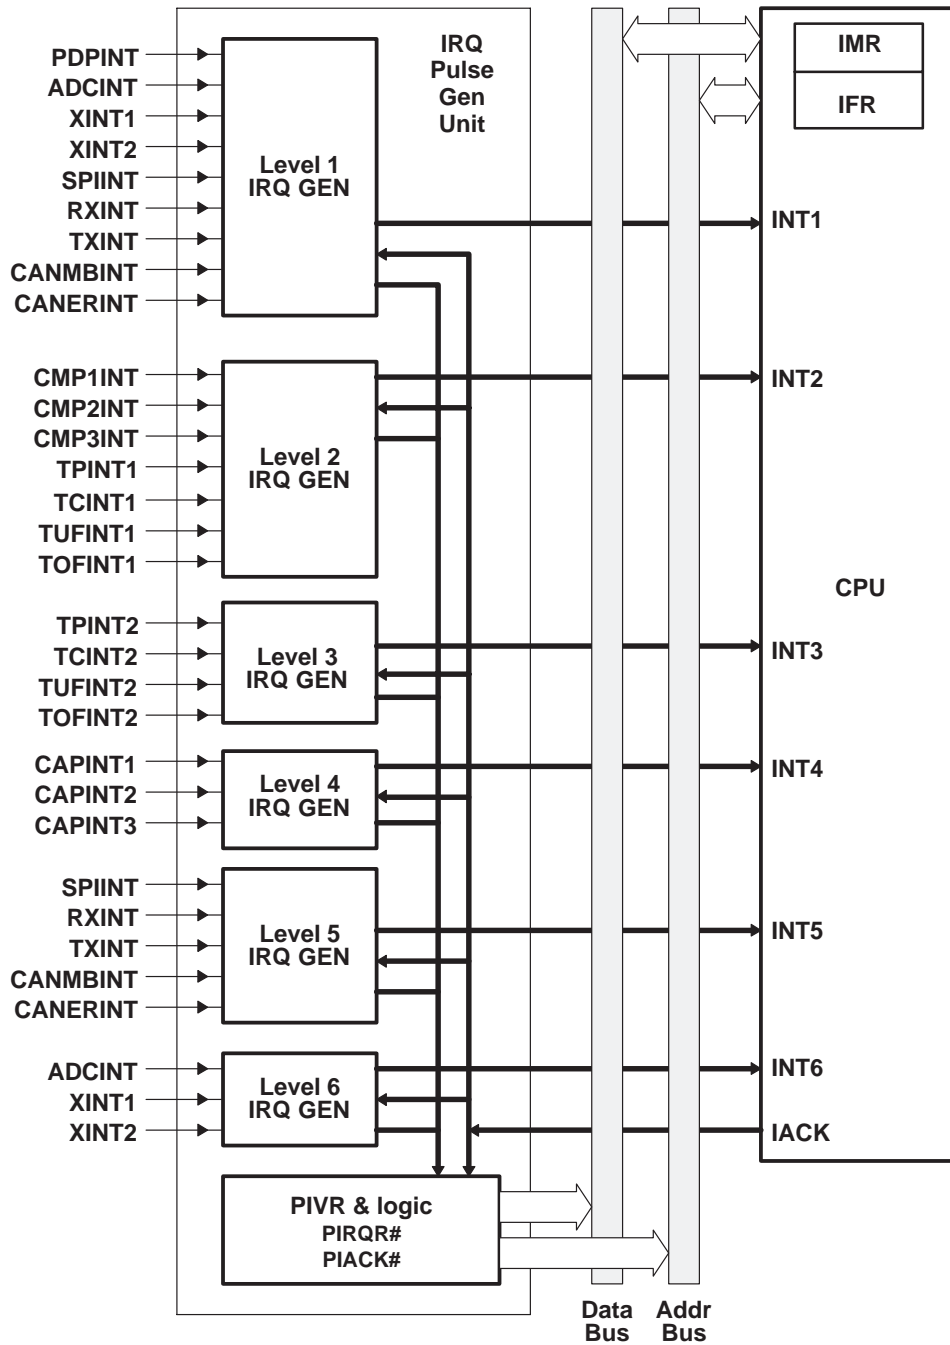 IRQ
Pulse
Gen
Unit
PDPINT
ADCINT
XINT1
XINT2
SPIINT
RXINT
TXINT
CANMBINT
CANERINT
Level 1
IRQ GEN
IMR
IFR
INT1
CMP1INT
CMP2INT
CMP3INT
TPINT1
TCINT1
TUFINT1
TOFINT1
Level 2
IRQ GEN
INT2
CPU
TPINT2
TCINT2
TUFINT2
TOFINT2
Level 3
IRQ GEN
INT3
CAPINT1
CAPINT2
CAPINT3
Level 4
IRQ GEN
INT4
SPIINT
RXINT
TXINT
CANMBINT
CANERINT
Level 5
IRQ GEN
INT5
ADCINT
XINT1
XINT2
Level 6
IRQ GEN
INT6
IACK
PIVR & logic
PIRQR#
PIACK#
Data
Bus
Addr
Bus